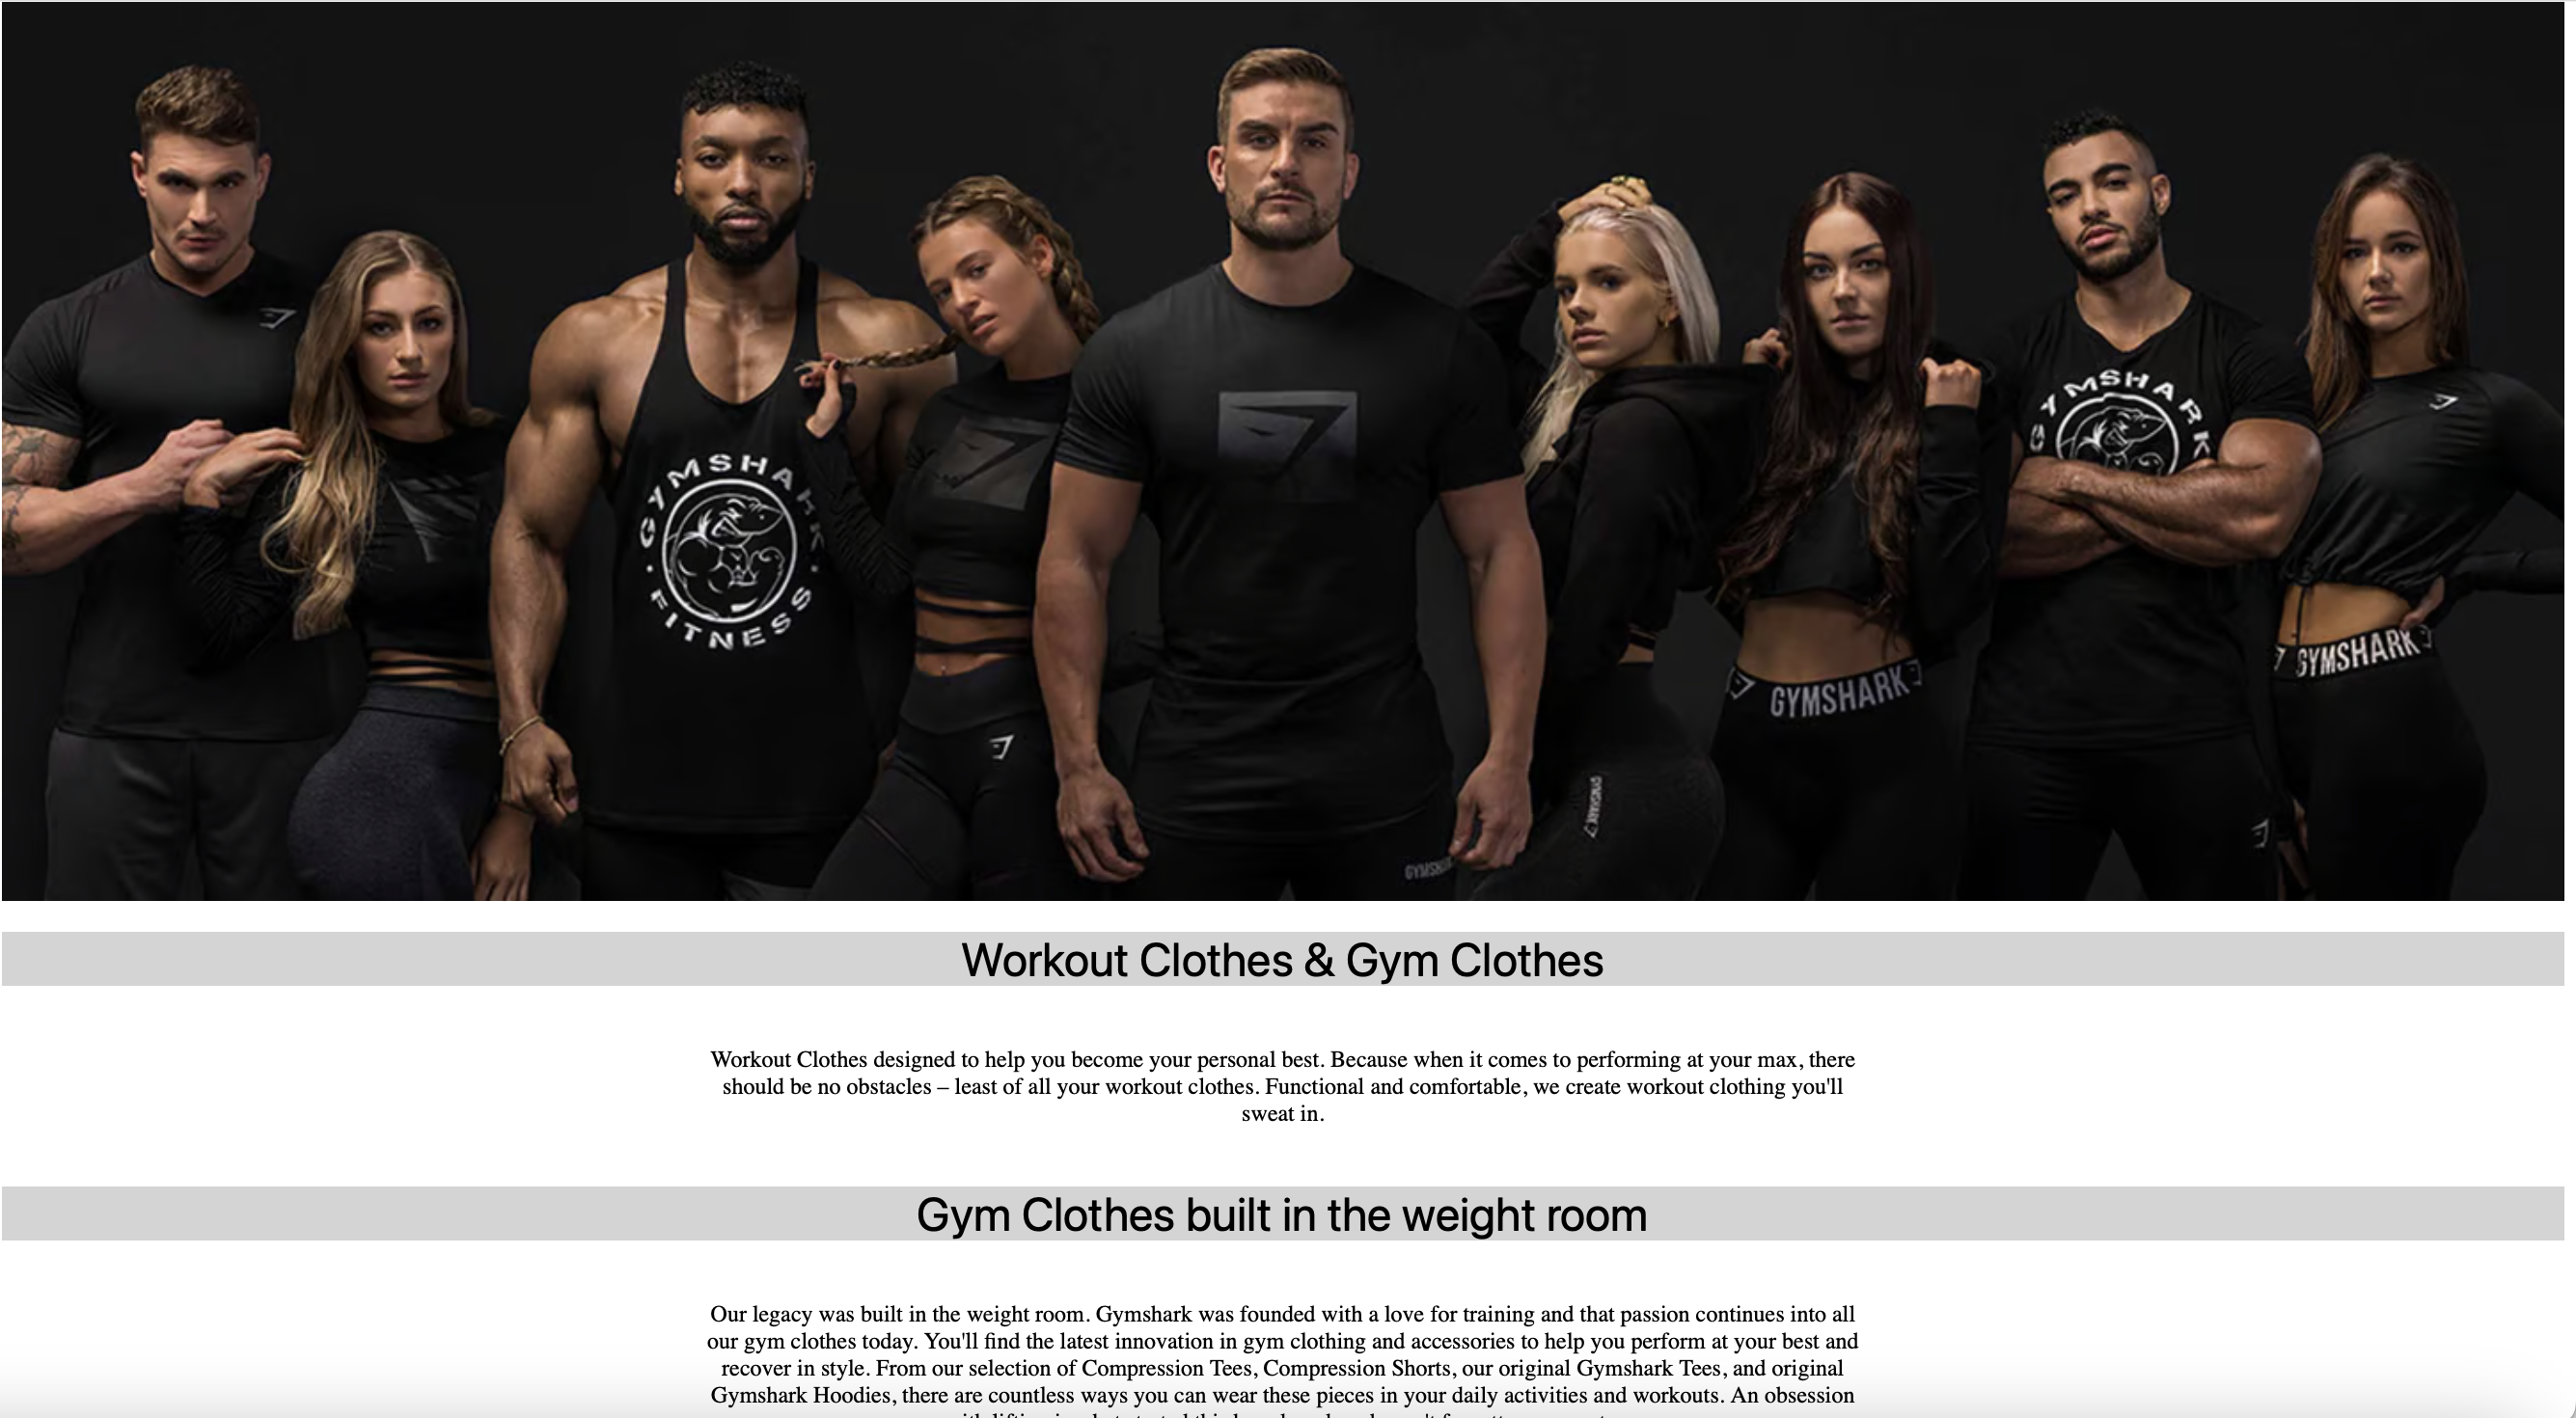 GYMSHARK
FITNESS
GYMSHARK
GYMSHARK
GYMSHARK
GYMSHARK
Workout Clothes & Gym Clothes
Workout Clothes designed to help you become your personal best. Because when it comes to performing at your max, there
should be no obstacles – least of all your workout clothes. Functional and comfortable, we create workout clothing you'll
sweat in.
Gym Clothes built in the weight room
Our legacy was built in the weight room. Gymshark was founded with a love for training and that passion continues into all
our gym clothes today. You'll find the latest innovation in gym clothing and accessories to help you perform at your best and
recover in style. From our selection of Compression Tees, Compression Shorts, our original Gymshark Tees, and original
Gymshark Hoodies, there are countless ways you can wear these pieces in your daily activities and workouts. An obsession